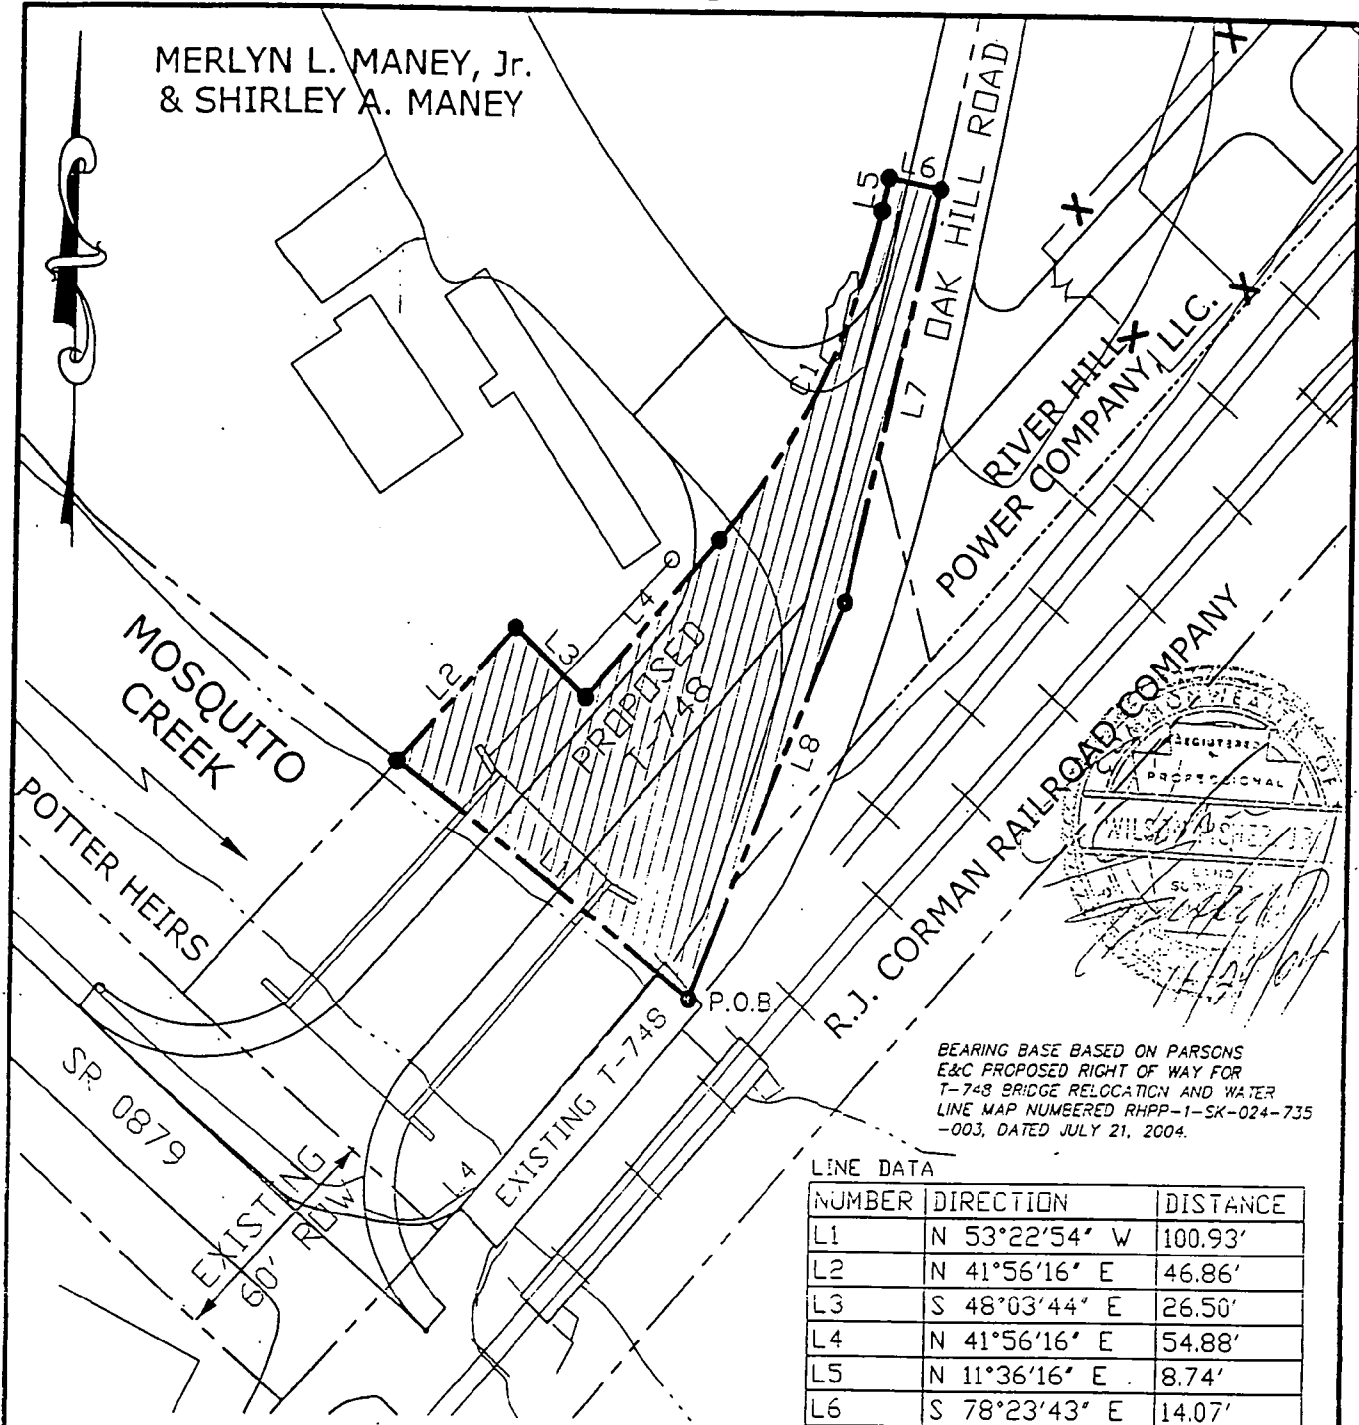 MERLYN L. MANEY, Jr.
& SHIRLEY A. MANEY
L5
L6
OAK HILL ROAD
C1
L7
RIVER HILL
POWER COMPANY, LLC.
L4
L3
L2
PROPOSED
T-748
MOSQUITO
CREEK
L8
L1
POTTER HEIRS
R.J. CORMAN RAILROAD COMPANY
REGISTERED
PROFESSIONAL
LAND
P.O.B.
EXISTING T-748
SR 0879
EXISTING
60' ROW
L4
BEARING BASE BASED ON PARSONS
E&C PROPOSED RIGHT OF WAY FOR
T-748 BRIDGE RELOCATION AND WATER
LINE MAP NUMBERED RHPP-1-SK-024-735
-003, DATED JULY 21, 2004.
LINE DATA
NUMBER DIRECTION DISTANCE
L1 N 53°22'54" W 100.93'
L2 N 41°56'16" E 46.86'
L3 S 48°03'44" E 26.50'
L4 N 41°56'16" E 54.88'
L5 N 11°36'16" E 8.74'
L6 S 78°23'43" E 14.07'